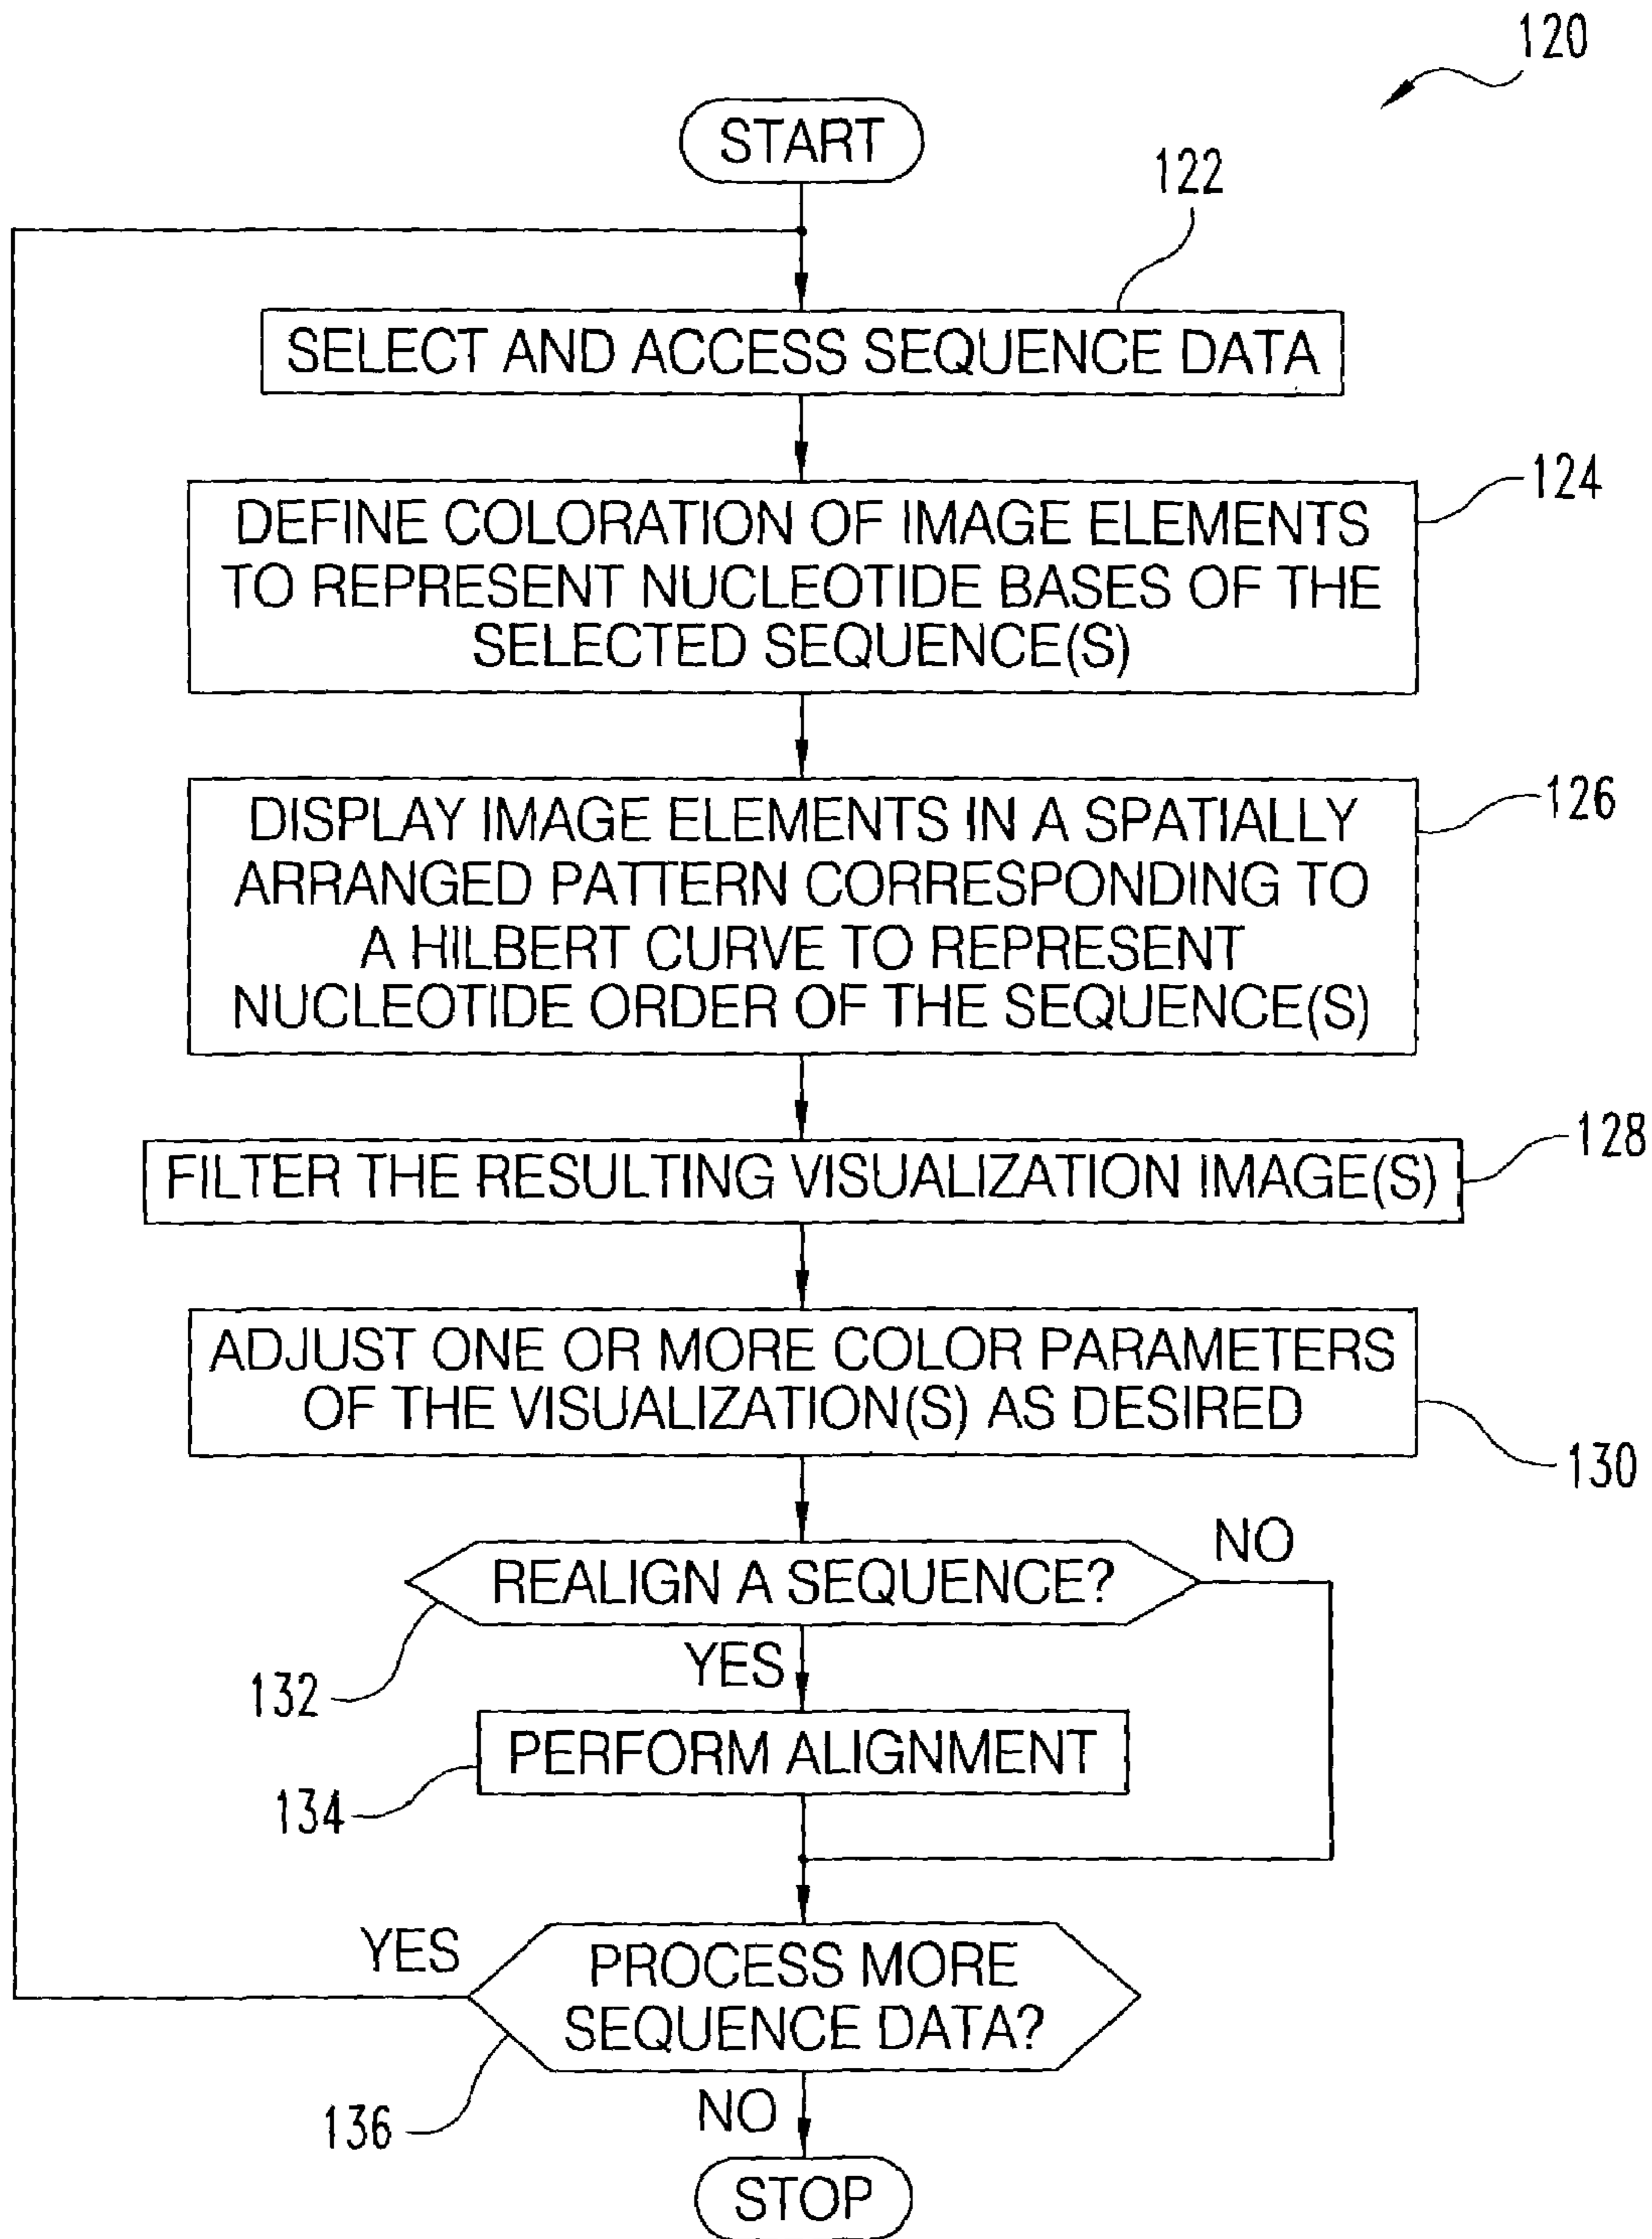 120
START
122
SELECT AND ACCESS SEQUENCE DATA
124
DEFINE COLORATION OF IMAGE ELEMENTS
TO REPRESENT NUCLEOTIDE BASES OF THE
SELECTED SEQUENCE(S)
126
DISPLAY IMAGE ELEMENTS IN A SPATIALLY
ARRANGED PATTERN CORRESPONDING TO
A HILBERT CURVE TO REPRESENT
NUCLEOTIDE ORDER OF THE SEQUENCE(S)
128
FILTER THE RESULTING VISUALIZATION IMAGE(S)
ADJUST ONE OR MORE COLOR PARAMETERS
OF THE VISUALIZATION(S) AS DESIRED
130
NO
REALIGN A SEQUENCE?
YES
132
PERFORM ALIGNMENT
134
YES
PROCESS MORE
SEQUENCE DATA?
NO
136
STOP